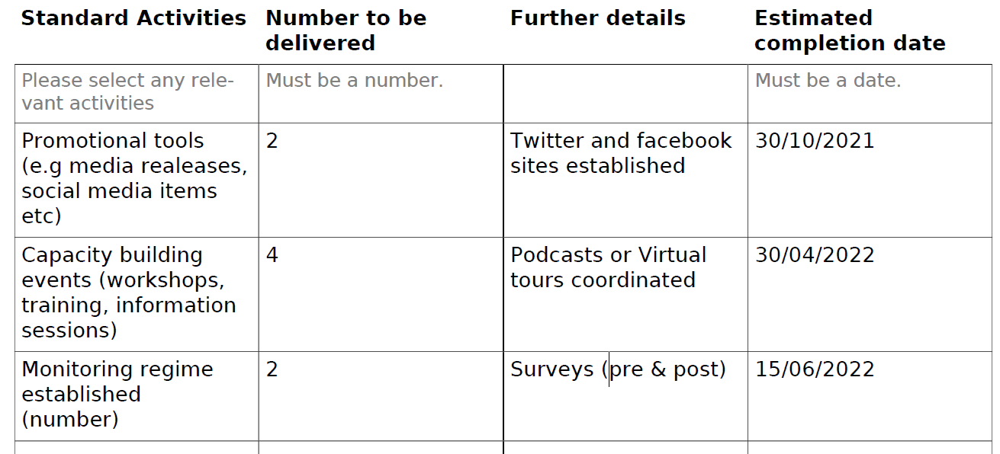 Standard Activities
Number to be
delivered
Further details
Estimated
completion date
Please select any rele-
vant activities
Must be a number.
Must be a date.
Promotional tools
(e.g media realeases,
social media items
etc)
2
Twitter and facebook
sites established
30/10/2021
Capacity building
events (workshops,
training, information
sessions)
4
Podcasts or Virtual
tours coordinated
30/04/2022
Monitoring regime
established
(number)
2
Surveys (pre & post)
15/06/2022